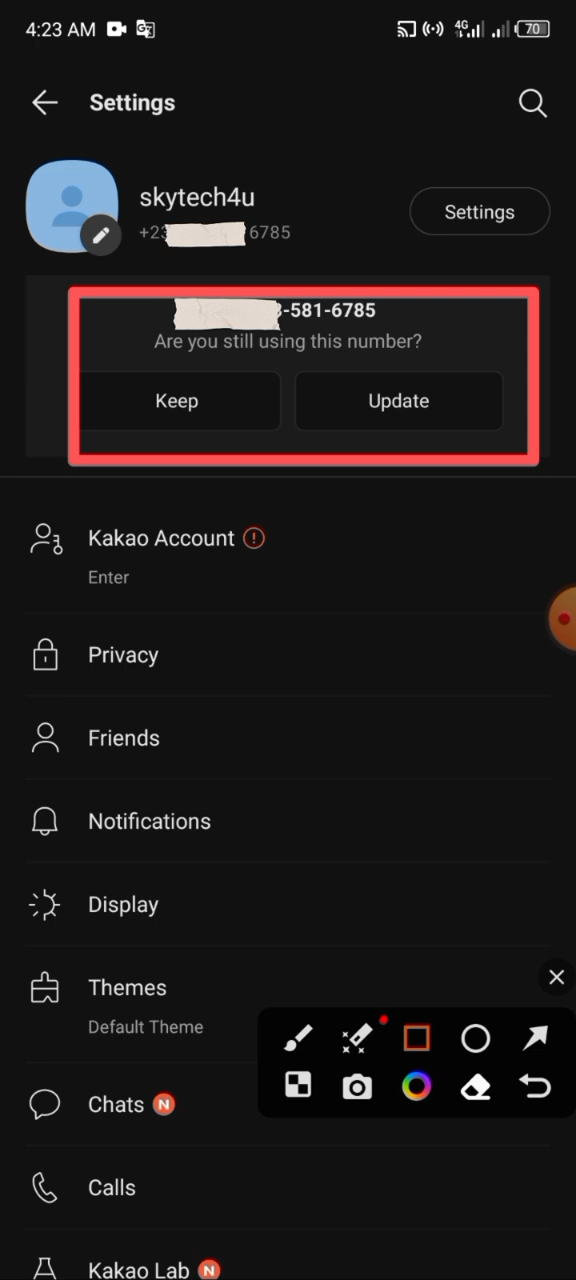 4:23 AM 4G 70
Settings
skytech4u
Settings
+23 6785
-581-6785
Are you still using this number?
Keep Update
Kakao Account
Enter
Privacy
Friends
Notifications
Display
Themes
Default Theme
Chats N
Calls
Kakao Lab N